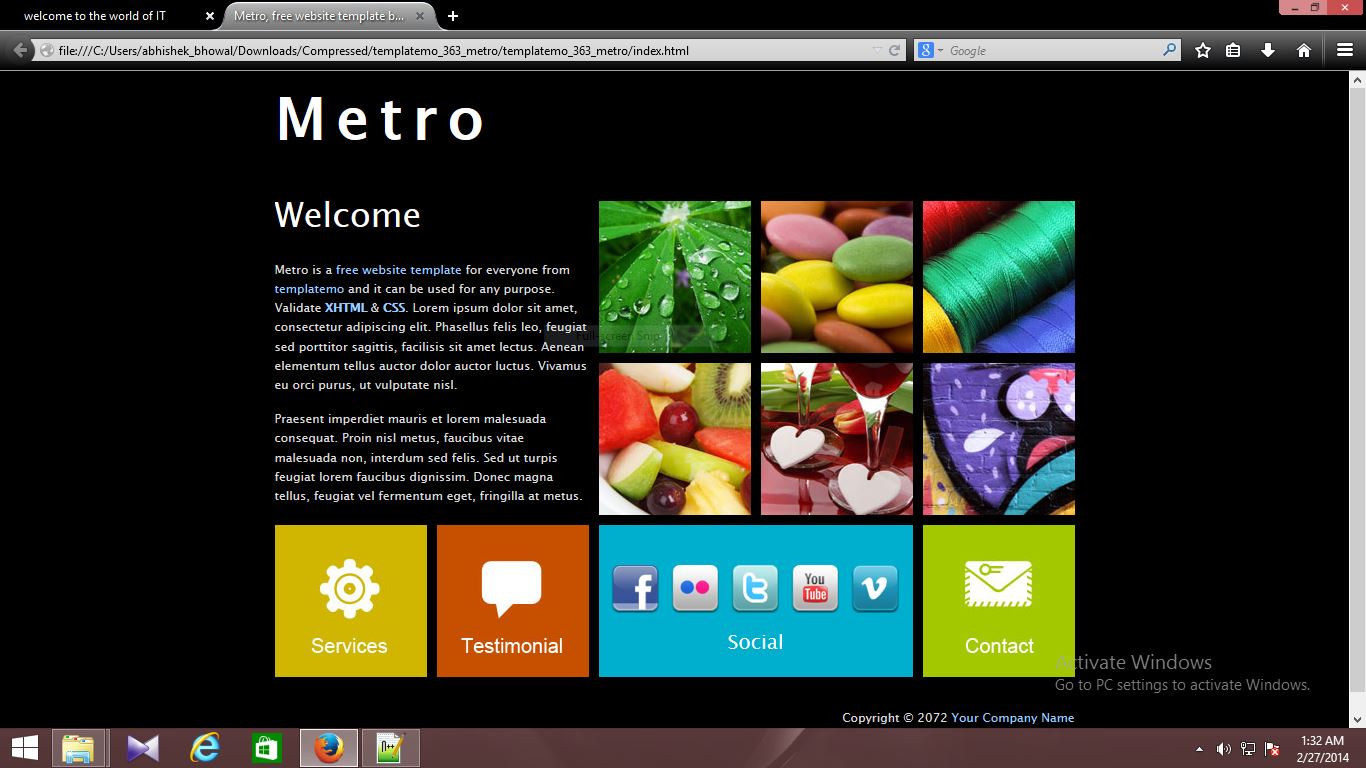 welcome to the world of IT
Metro, free website template b...
file:///C:/Users/abhishek_bhowal/Downloads/Compressed/templatemo_363_metro/templatemo_363_metro/index.html
8 Google
Metro
Welcome
Metro is a free website template for everyone from
templatemo and it can be used for any purpose.
Validate XHTML & CSS. Lorem ipsum dolor sit amet,
consectetur adipiscing elit. Phasellus felis leo, feugiat
sed porttitor sagittis, facilisis sit amet lectus. Aenean
elementum tellus auctor dolor auctor luctus. Vivamus
eu orci purus, ut vulputate nisl.
Full-screen Snip
Praesent imperdiet mauris et lorem malesuada
consequat. Proin nisl metus, faucibus vitae
malesuada non, interdum sed felis. Sed ut turpis
feugiat lorem faucibus dignissim. Donec magna
tellus, feugiat vel fermentum eget, fringilla at metus.
Services
Testimonial
You
Tube
Social
Contact
Activate Windows
Go to PC settings to activate Windows.
Copyright © 2072 Your Company Name
1:32 AM
2/27/2014